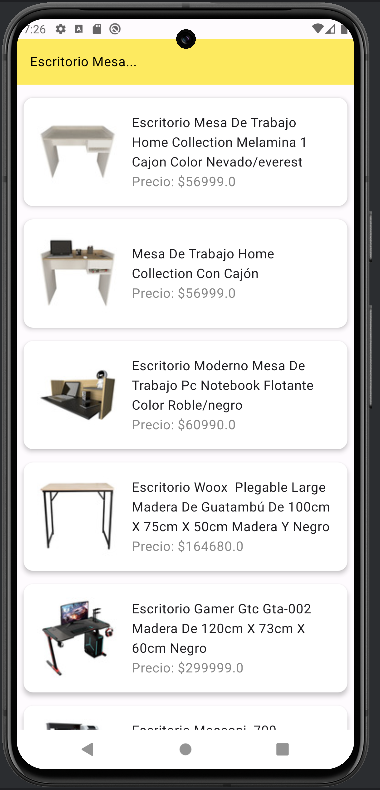 7:26
Escritorio Mesa...
Escritorio Mesa De Trabajo
Home Collection Melamina 1
Cajon Color Nevado/everest
Precio: $56999.0
Mesa De Trabajo Home
Collection Con Cajón
Precio: $56999.0
Escritorio Moderno Mesa De
Trabajo Pc Notebook Flotante
Color Roble/negro
Precio: $60990.0
Escritorio Woox  Plegable Large
Madera De Guatambú De 100cm
X 75cm X 50cm Madera Y Negro
Precio: $164680.0
Escritorio Gamer Gtc Gta-002
Madera De 120cm X 73cm X
60cm Negro
Precio: $299999.0
Escritorio